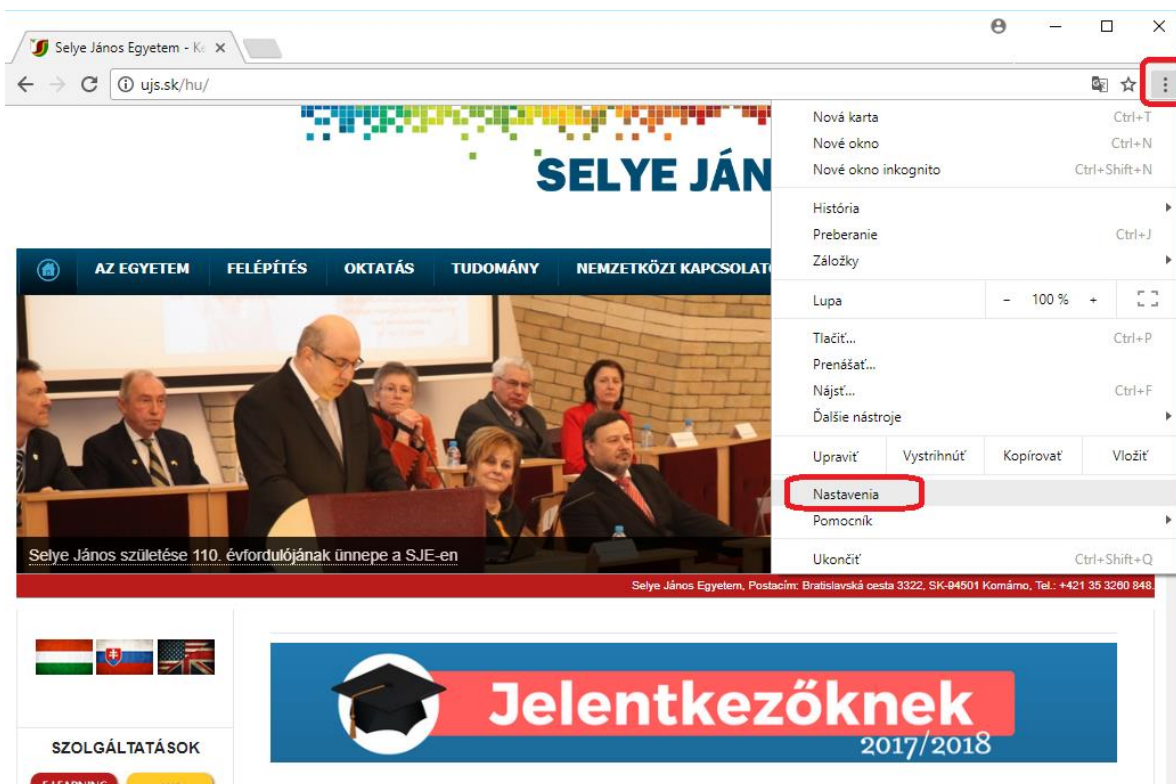 Selye János Egyetem - Ke
ujs.sk/hu/
SELYE JÁN
AZ EGYETEM FELÉPÍTÉS OKTATÁS TUDOMÁNY NEMZETKÖZI KAPCSOLATO
Nová karta Ctrl+T
Nové okno Ctrl+N
Nové okno inkognito Ctrl+Shift+N
História
Preberanie Ctrl+J
Záložky
Lupa - 100 % +
Tlačiť... Ctrl+P
Prenášať...
Nájsť... Ctrl+F
Ďalšie nástroje
Upraviť Vystrihnúť Kopírovať Vložiť
Nastavenia
Pomocník
Ukončiť Ctrl+Shift+Q
Selye János születése 110. évfordulójának ünnepe a SJE-en
Selye János Egyetem, Postacím: Bratislavská cesta 3322, SK-94501 Komárno, Tel.: +421 35 3260 848.
Jelentkezőknek
2017/2018
SZOLGÁLTATÁSOK